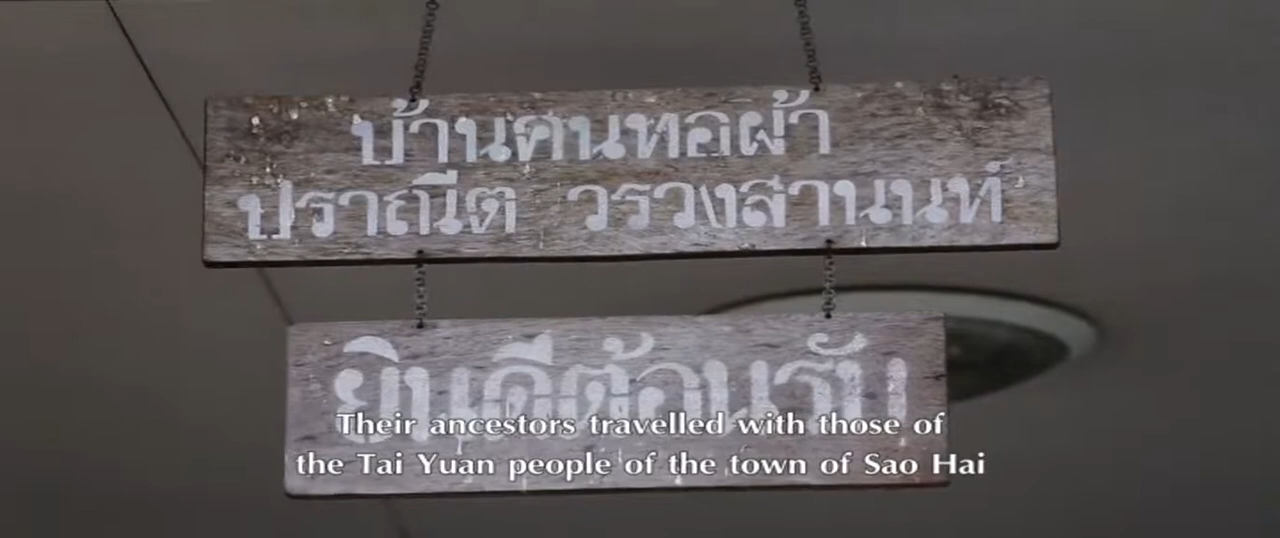 บ้านคนทอผ้า
ปราณีต วรวงสานนท์
ยินดีต้อนรับ
Their ancestors travelled with those of
the Tai Yuan people of the town of Sao Hai